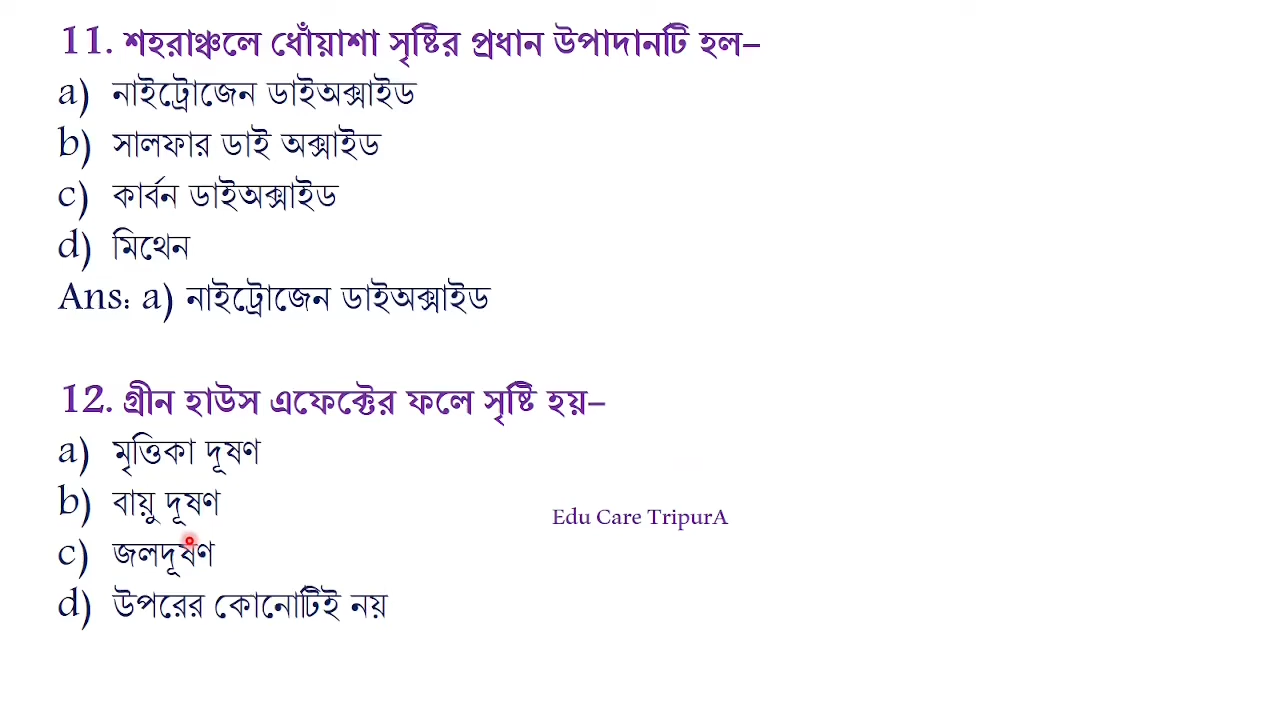 11. শহরাঞ্চলে ধোঁয়াশা সৃষ্টির প্রধান উপাদানটি হল–
a) নাইট্রোজেন ডাইঅক্সাইড
b) সালফার ডাই অক্সাইড
c) কার্বন ডাইঅক্সাইড
d) মিথেন
Ans: a) নাইট্রোজেন ডাইঅক্সাইড
12. গ্রীন হাউস এফেক্টের ফলে সৃষ্টি হয়–
a) মৃত্তিকা দূষণ
b) বায়ু দূষণ
Edu Care TripurA
c) জলদূষণ
d) উপরের কোনোটিই নয়